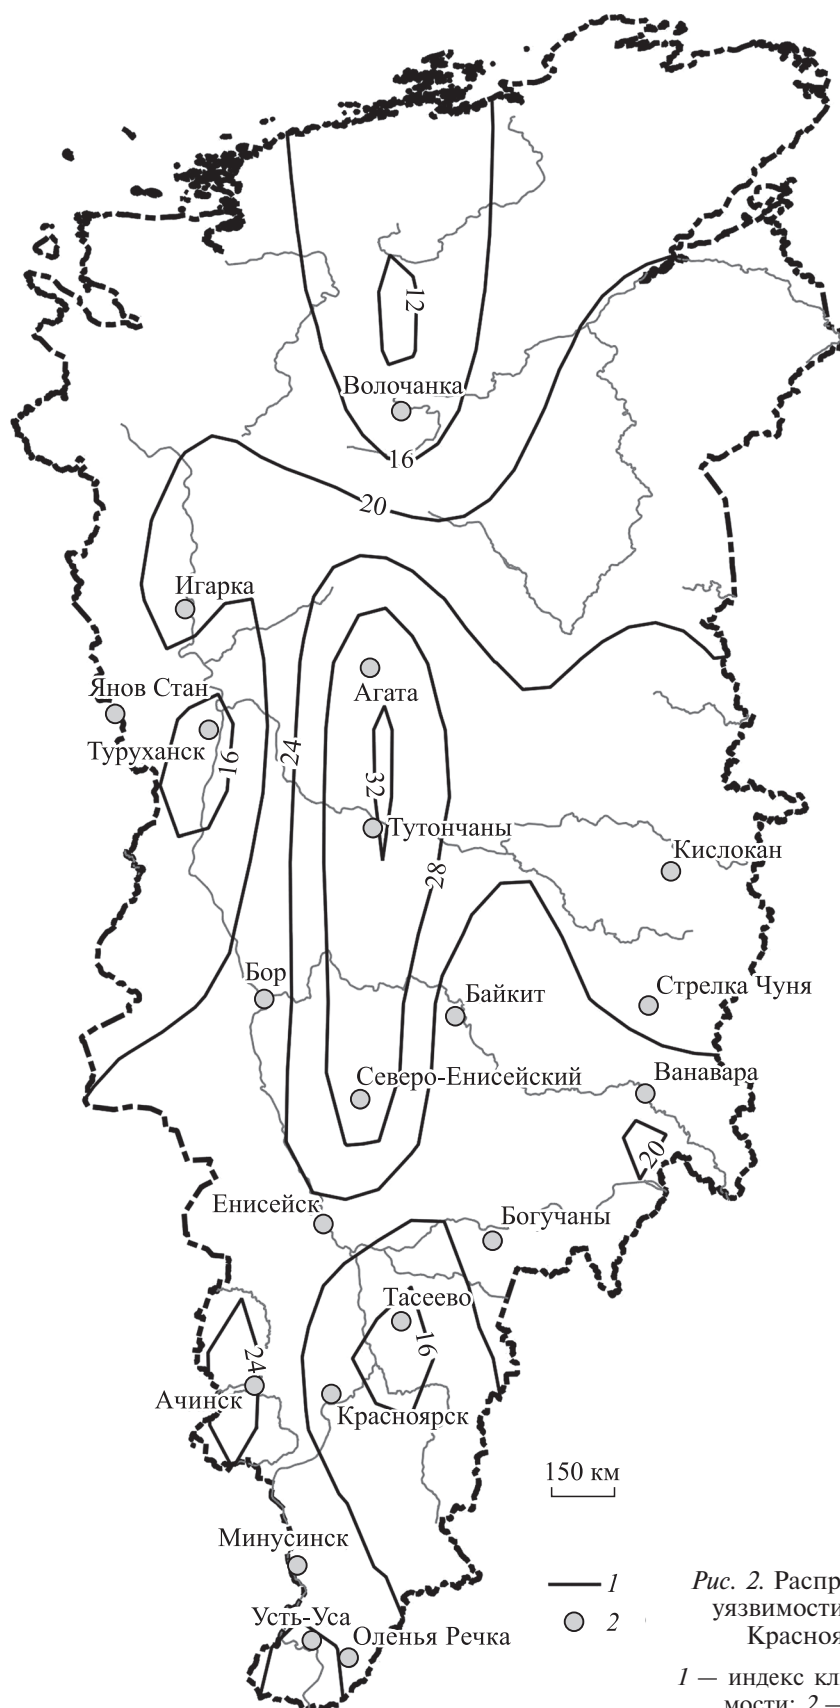 12
Волочанка
16
20
Игарка
Агата
Янов Стан
Туруханск
16
24
32
Тутончаны
28
Кислокан
Бор
Байкит
Стрелка Чуня
Северо-Енисейский
Ванавара
20
Енисейск
Богучаны
Тасеево
16
24
Ачинск
Красноярск
150 км
Минусинск
Усть-Уса
Оленья Речка
1
2
Рис. 2. Распр
уязвимости
Краснояр
1 — индекс кл
мости; 2 —